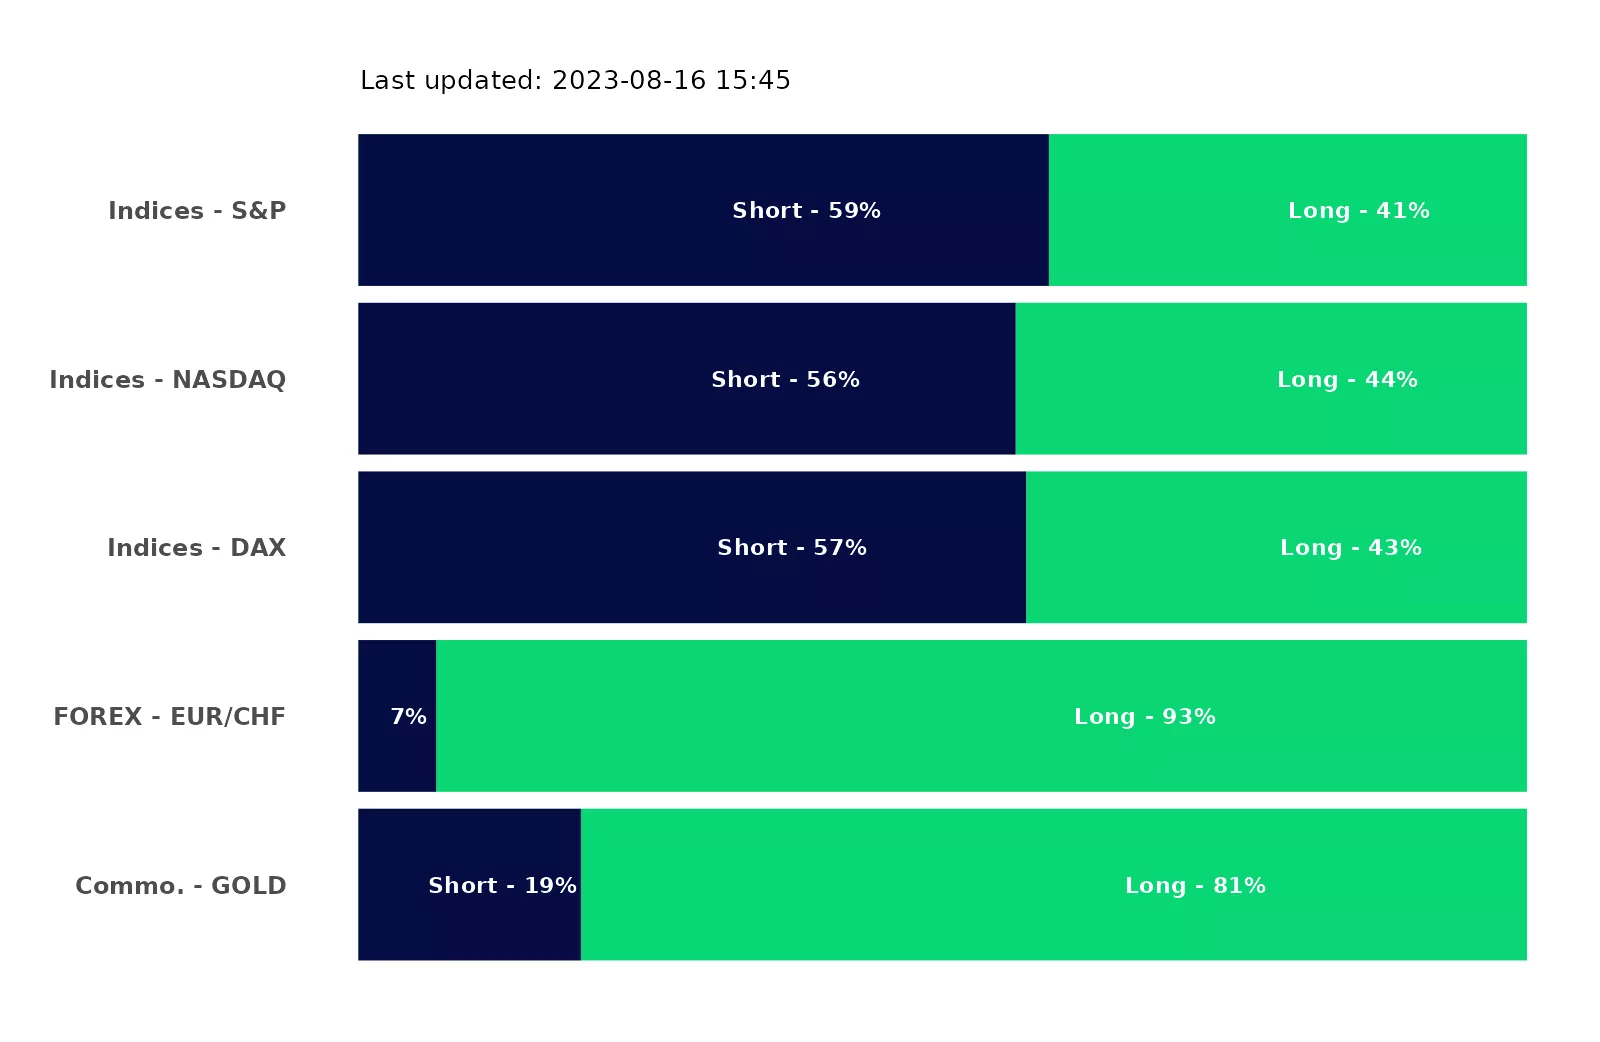 Last updated: 2023-08-16 15:45
Indices - S&P
Short - 59%
Long - 41%
Indices - NASDAQ
Short - 56%
Long - 44%
Indices - DAX
Short - 57%
Long - 43%
FOREX - EUR/CHF
7%
Long - 93%
Commo. - GOLD
Short - 19%
Long - 81%